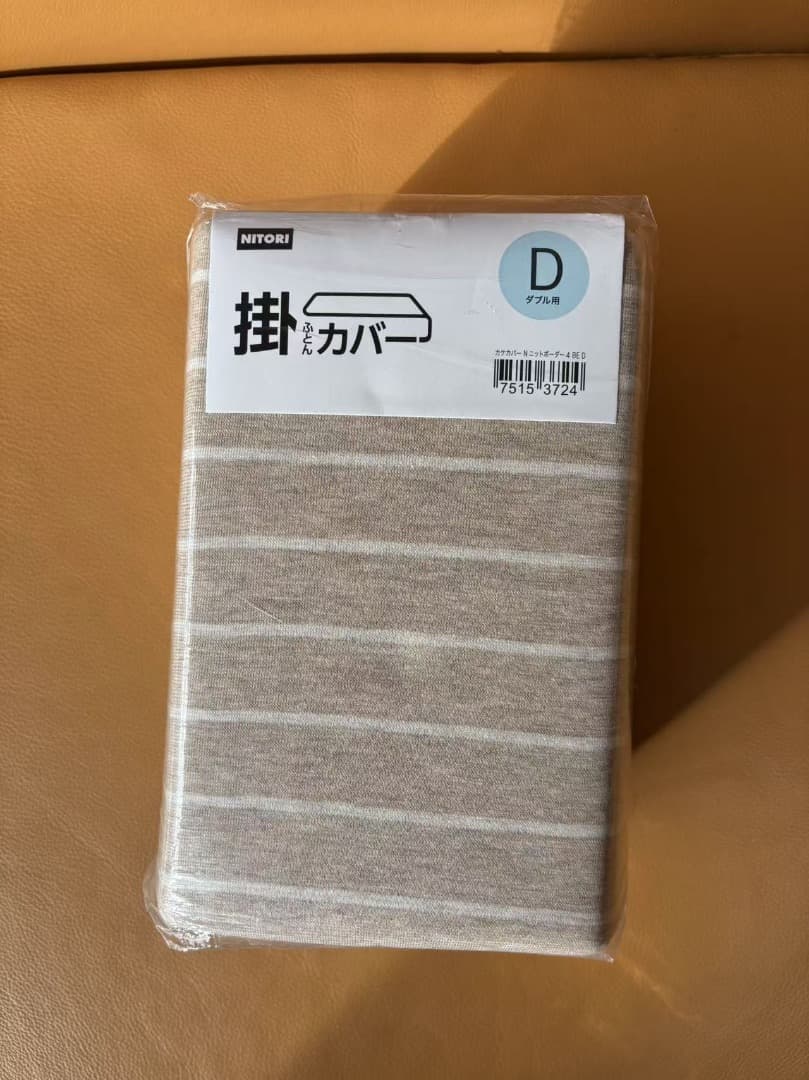 NITORI
D
ダブル用
掛ふとんカバー
カケカバー N ニットボーダー 4 BE D
7515 3724